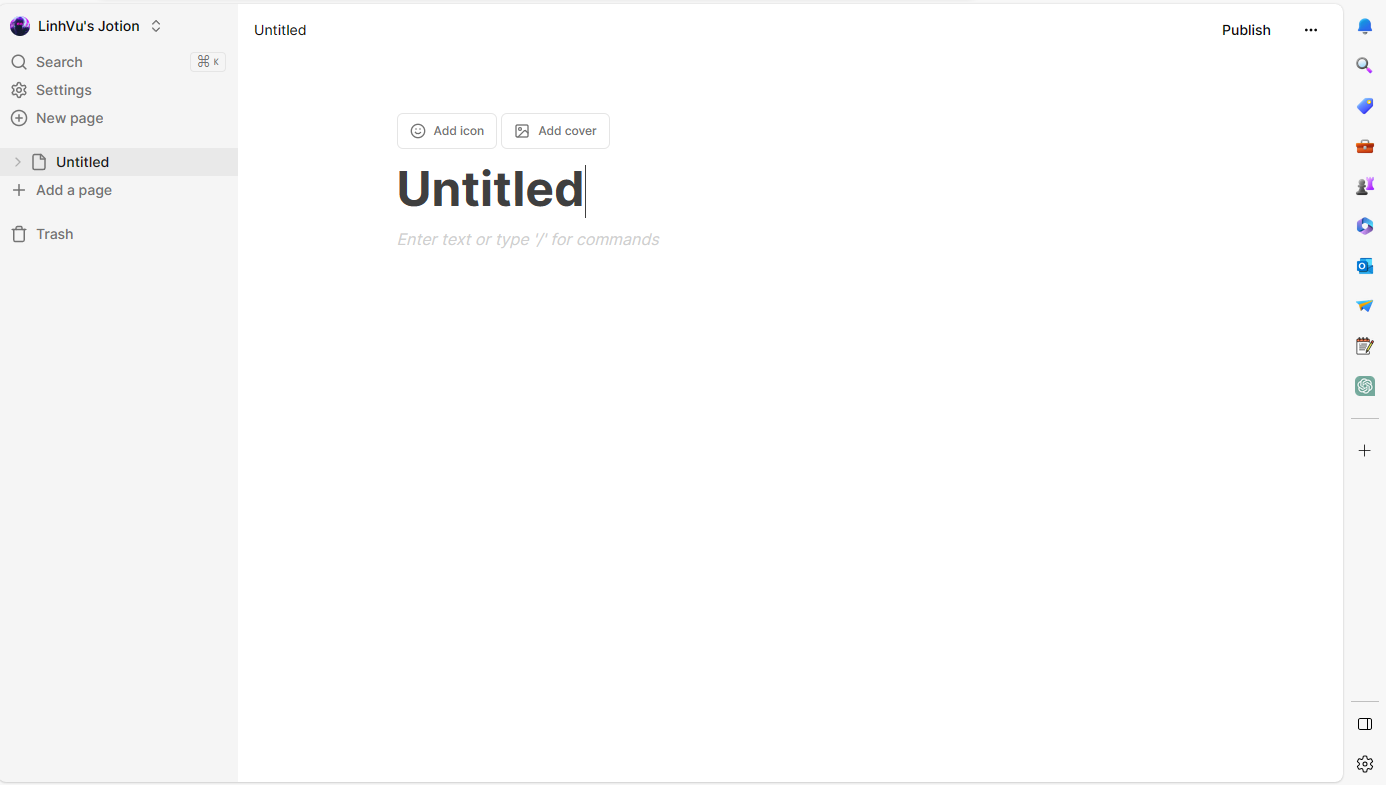 LinhVu's Jotion
Search ⌘ K
Settings
New page
Untitled
Add a page
Trash
Untitled
Publish
Add icon
Add cover
Untitled
Enter text or type '/' for commands